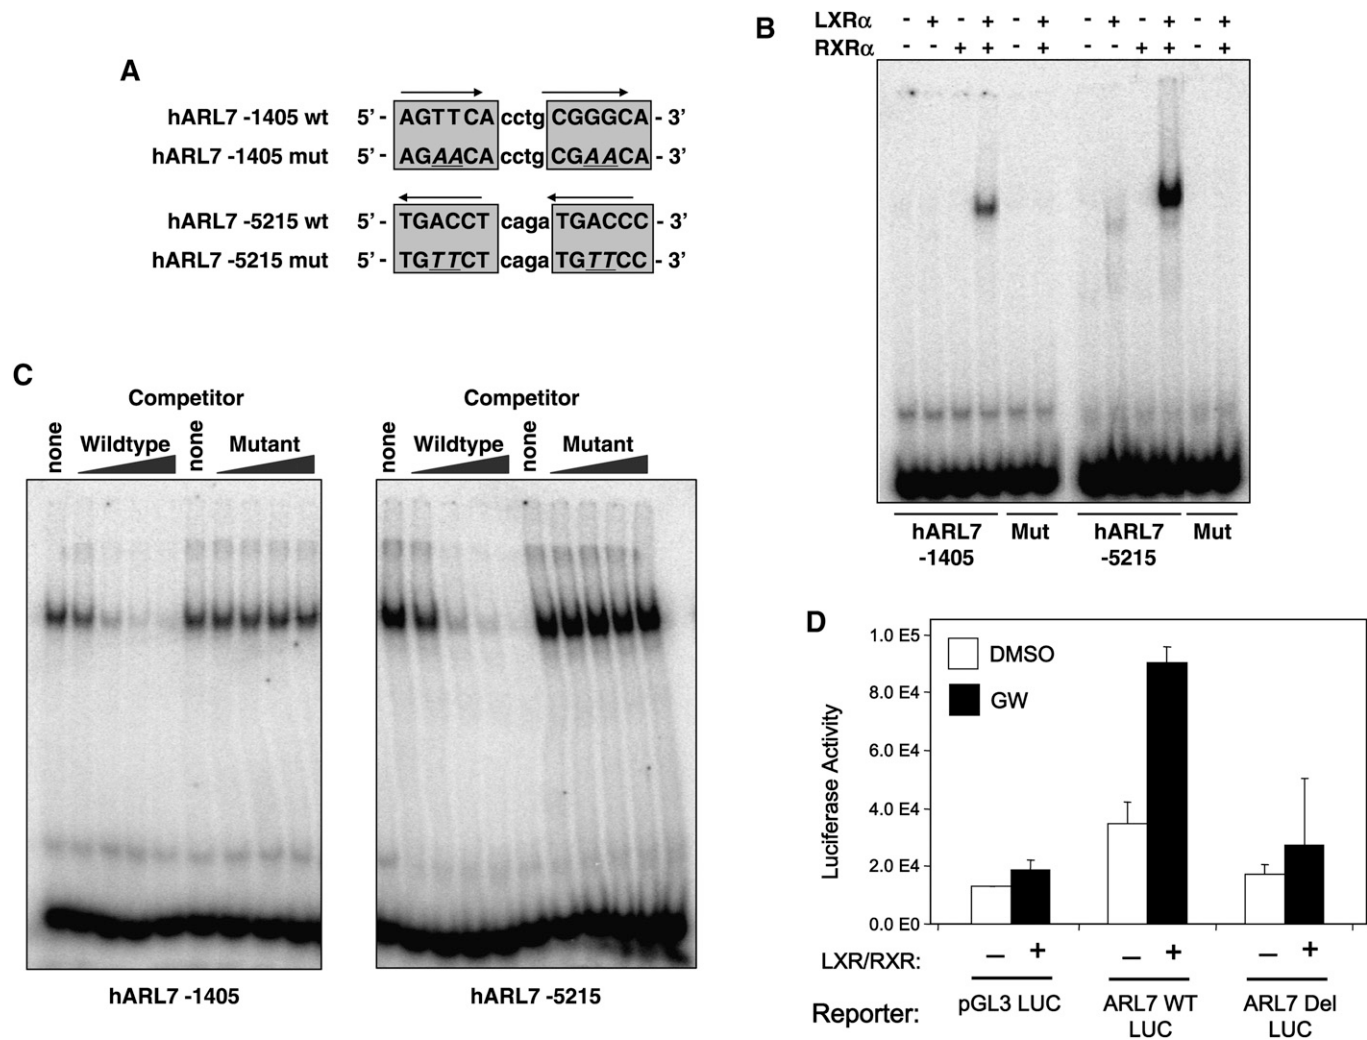 A
hARL7 -1405 wt 5' - AGTTCA cctg CGGGCA - 3'
hARL7 -1405 mut 5' - AGAACA cctg CGAACA - 3'
hARL7 -5215 wt 5' - TGACCT caga TGACCC - 3'
hARL7 -5215 mut 5' - TGTTCT caga TGTTCC - 3'
B
LXRα - + - + - + - + - + - +
RXRα - - + + - + - - + + - +
hARL7 -1405
Mut
hARL7 -5215
Mut
C
Competitor
none Wildtype none Mutant
hARL7 -1405
Competitor
none Wildtype none Mutant
hARL7 -5215
D
Luciferase Activity
1.0 E5
8.0 E4
6.0 E4
4.0 E4
2.0 E4
0.0 E0
DMSO
GW
LXR/RXR: – + – + – +
Reporter: pGL3 LUC
ARL7 WT LUC
ARL7 Del LUC